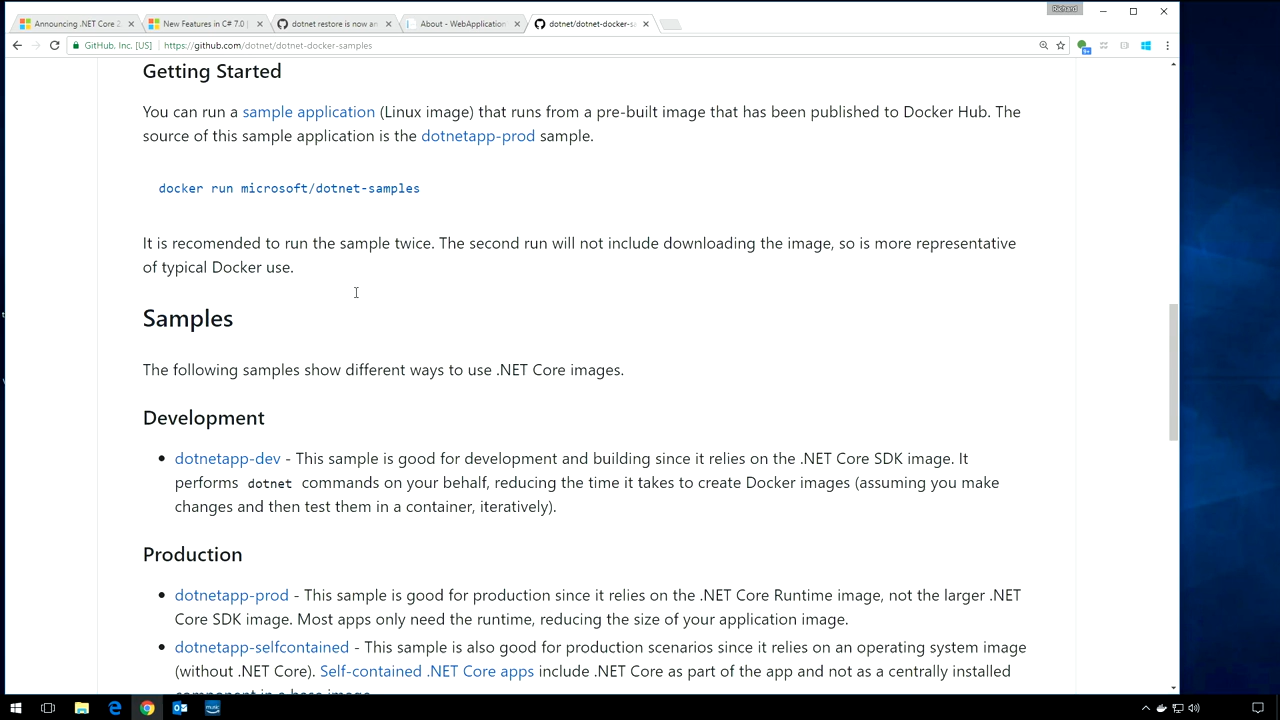 Richard
Announcing .NET Core 2.
New Features in C# 7.0 |
dotnet restore is now an
About - WebApplication
dotnet/dotnet-docker-s
GitHub, Inc. [US]
https://github.com/dotnet/dotnet-docker-samples
Getting Started
You can run a sample application (Linux image) that runs from a pre-built image that has been published to Docker Hub. The
source of this sample application is the dotnetapp-prod sample.
docker run microsoft/dotnet-samples
It is recomended to run the sample twice. The second run will not include downloading the image, so is more representative
of typical Docker use.
Samples
The following samples show different ways to use .NET Core images.
Development
dotnetapp-dev - This sample is good for development and building since it relies on the .NET Core SDK image. It
performs dotnet commands on your behalf, reducing the time it takes to create Docker images (assuming you make
changes and then test them in a container, iteratively).
Production
dotnetapp-prod - This sample is good for production since it relies on the .NET Core Runtime image, not the larger .NET
Core SDK image. Most apps only need the runtime, reducing the size of your application image.
dotnetapp-selfcontained - This sample is also good for production scenarios since it relies on an operating system image
(without .NET Core). Self-contained .NET Core apps include .NET Core as part of the app and not as a centrally installed
component in a base image.
music